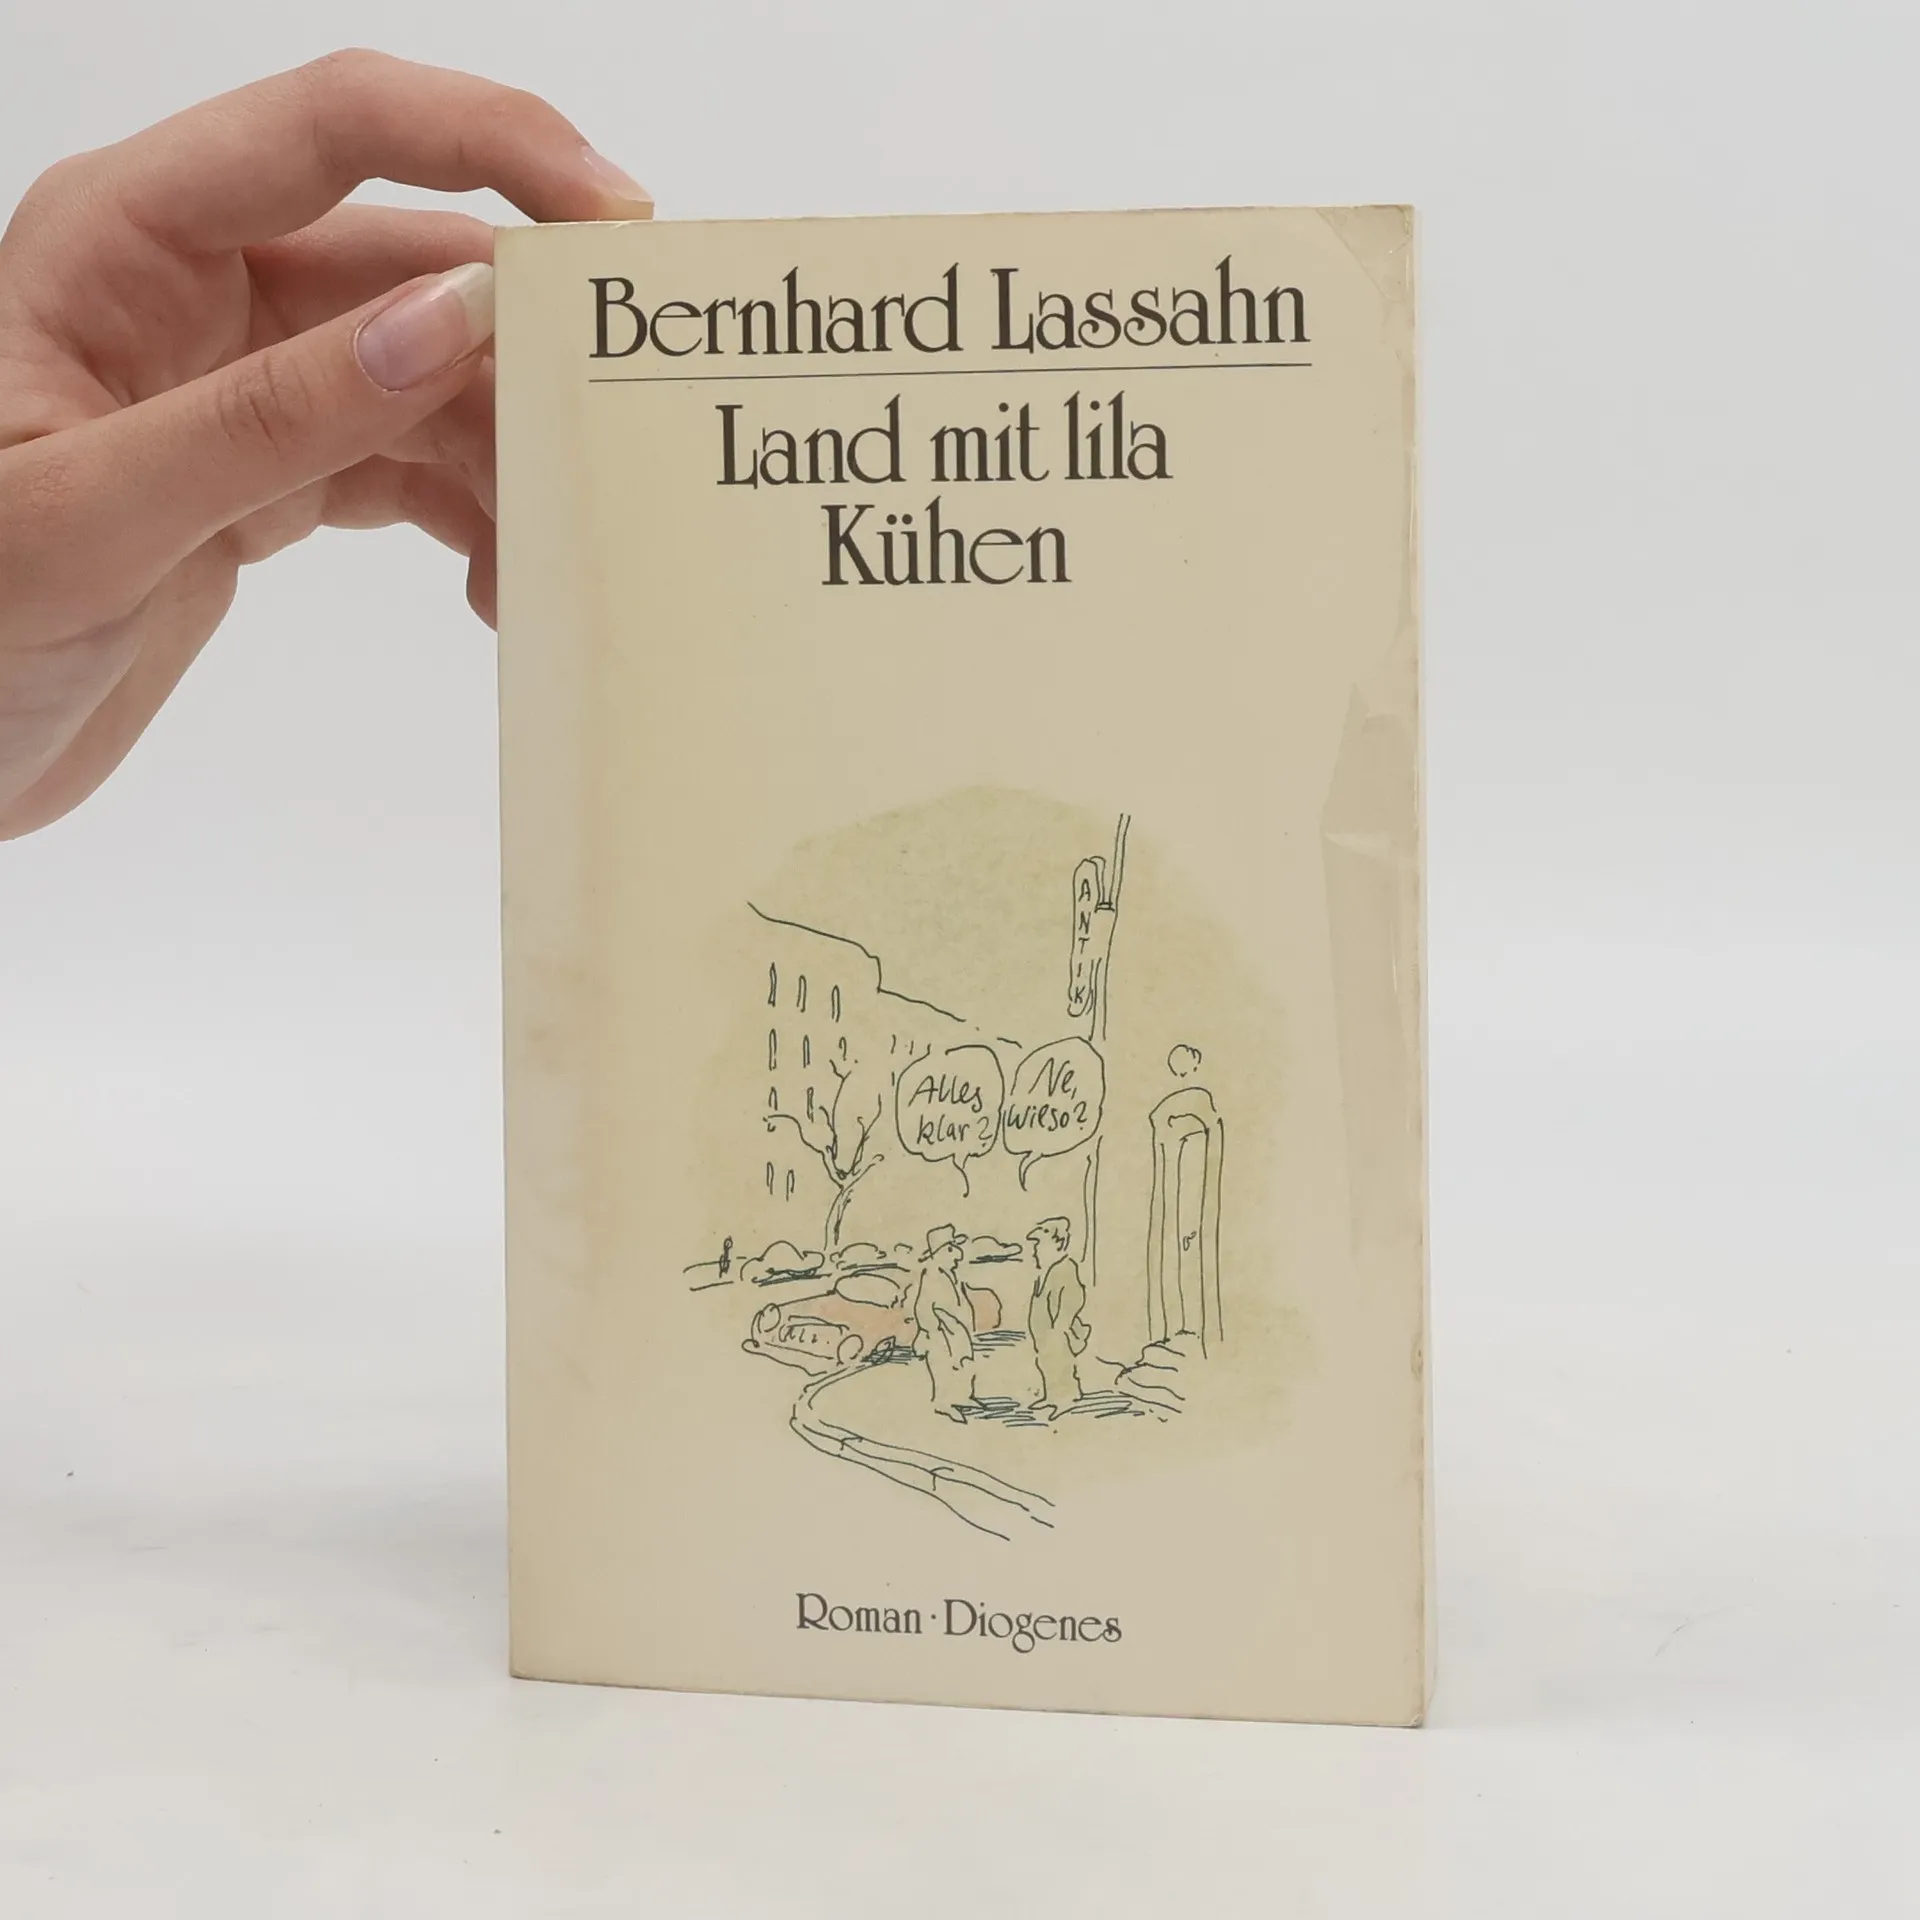 Bernhard Lassahn
Land mit lila
Kühen
ANTIK
Alles
klar?
Ne,
wieso?
Roman · Diogenes